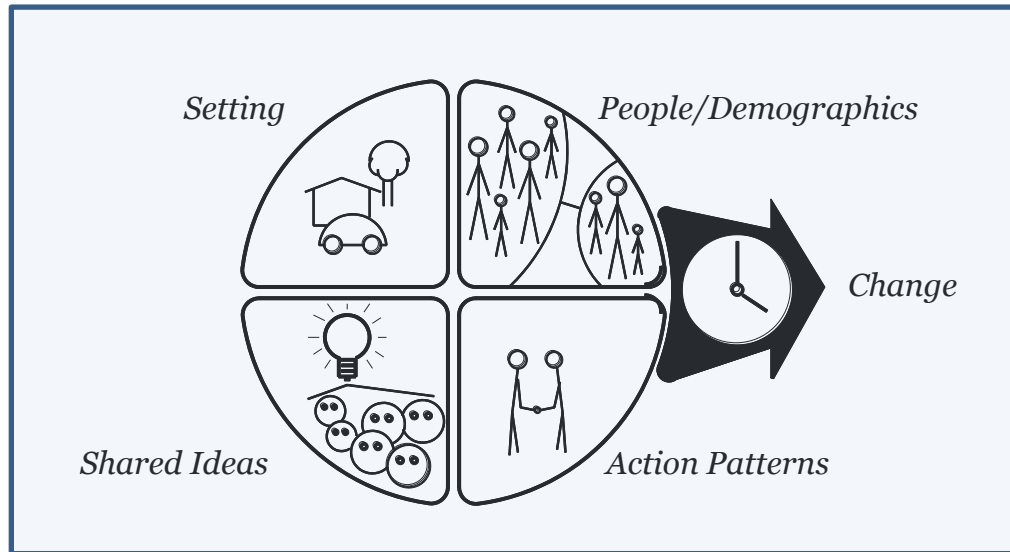 Setting
People/Demographics
Change
Shared Ideas
Action Patterns